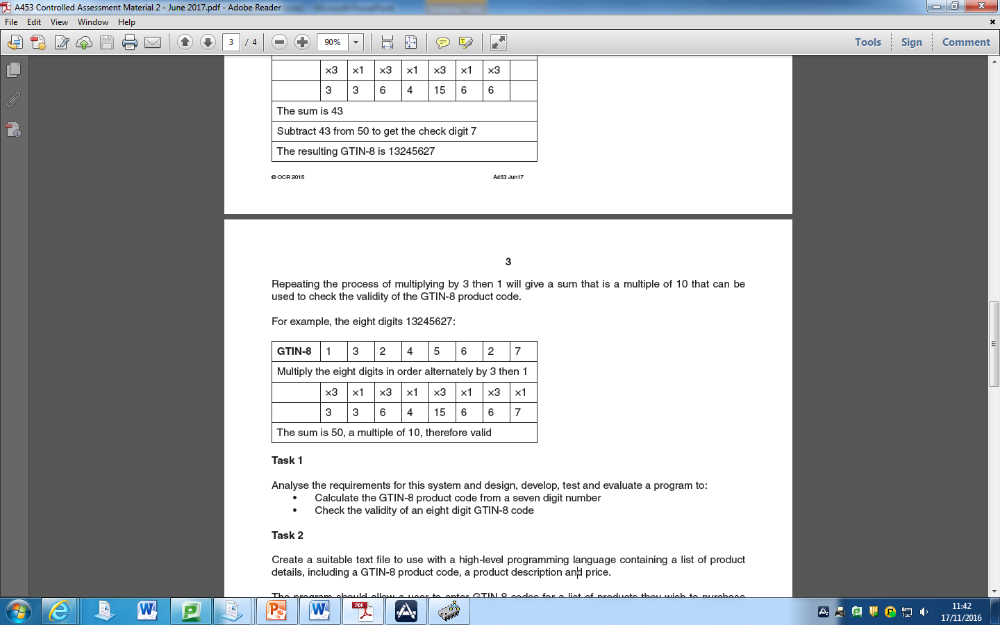 A453 Controlled Assessment Material 2 - June 2017.pdf - Adobe Reader
File Edit View Window Help
3 / 4 90% Tools Sign Comment
×3 ×1 ×3 ×1 ×3 ×1 ×3
3 3 6 4 15 6 6
The sum is 43
Subtract 43 from 50 to get the check digit 7
The resulting GTIN-8 is 13245627
© OCR 2015 A453 Jun17
3
Repeating the process of multiplying by 3 then 1 will give a sum that is a multiple of 10 that can be
used to check the validity of the GTIN-8 product code.
For example, the eight digits 13245627:
GTIN-8 1 3 2 4 5 6 2 7
Multiply the eight digits in order alternately by 3 then 1
×3 ×1 ×3 ×1 ×3 ×1 ×3 ×1
3 3 6 4 15 6 6 7
The sum is 50, a multiple of 10, therefore valid
Task 1
Analyse the requirements for this system and design, develop, test and evaluate a program to:
• Calculate the GTIN-8 product code from a seven digit number
• Check the validity of an eight digit GTIN-8 code
Task 2
Create a suitable text file to use with a high-level programming language containing a list of product
details, including a GTIN-8 product code, a product description and price.
The program should allow a user to enter GTIN-8 codes for a list of products they wish to purchase
11:42
17/11/2016